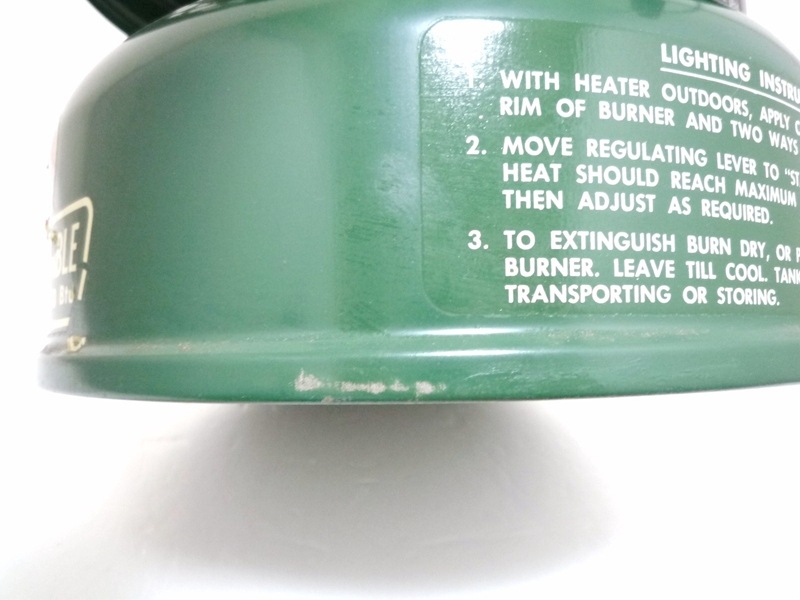 BLE
LIGHTING INSTRU
1. WITH HEATER OUTDOORS, APPLY
RIM OF BURNER AND TWO WAYS
2. MOVE REGULATING LEVER TO "ST
HEAT SHOULD REACH MAXIMUM
THEN ADJUST AS REQUIRED.
3. TO EXTINGUISH BURN DRY, OR P
BURNER. LEAVE TILL COOL. TANK
TRANSPORTING OR STORING.